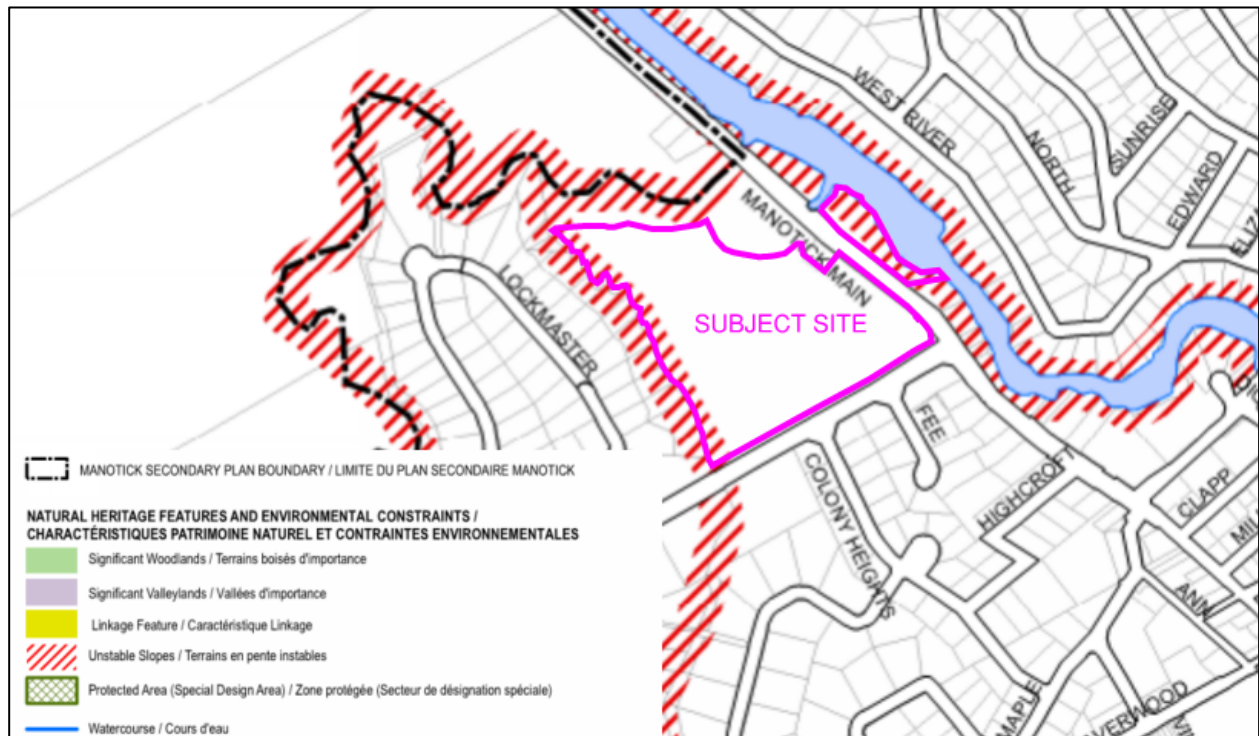 WEST RIVER
NORTH
SUNRISE
EDWARD
MANOTICK MAIN
LOCKMASTER
SUBJECT SITE
FEE
COLONY HEIGHTS
HIGHCROFT
CLAPP
ANN
MAPLE
MANOTICK SECONDARY PLAN BOUNDARY / LIMITE DU PLAN SECONDAIRE MANOTICK
NATURAL HERITAGE FEATURES AND ENVIRONMENTAL CONSTRAINTS /
CHARACTÉRISTIQUES PATRIMOINE NATUREL ET CONTRAINTES ENVIRONNEMENTALES
Significant Woodlands / Terrains boisés d'importance
Significant Valleylands / Vallées d'importance
Linkage Feature / Caractéristique Linkage
Unstable Slopes / Terrains en pente instables
Protected Area (Special Design Area) / Zone protégée (Secteur de désignation spéciale)
Watercourse / Cours d'eau